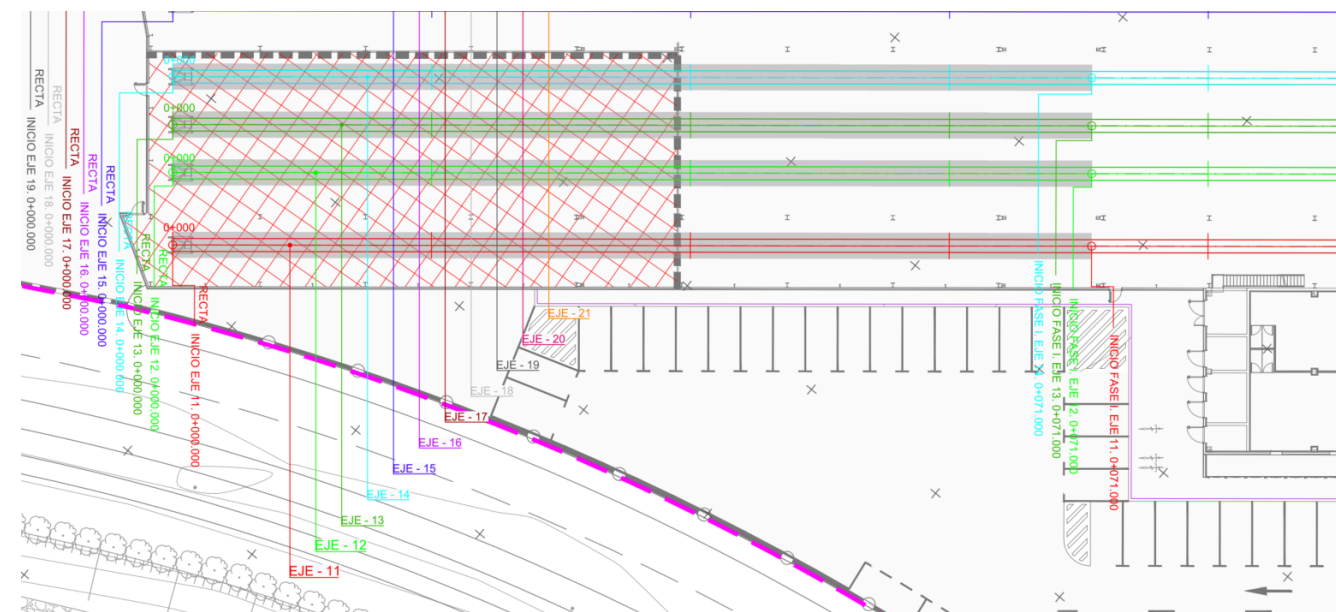 RECTA INICIO EJE 19. 0+000.000
RECTA INICIO EJE 18. 0+000.000
RECTA INICIO EJE 17. 0+000.000
RECTA INICIO EJE 16. 0+000.000
RECTA INICIO EJE 15. 0+000.000
RECTA INICIO EJE 14. 0+000.000
RECTA INICIO EJE 13. 0+000.000
RECTA INICIO EJE 12. 0+000.000
RECTA INICIO EJE 11. 0+000.000
0+000
0+000
0+000
0+000
EJE - 21
EJE - 20
EJE - 19
EJE - 18
EJE - 17
EJE - 16
EJE - 15
EJE - 14
EJE - 13
EJE - 12
EJE - 11
INICIO FASE I. EJE 0+071.000
INICIO FASE I. EJE 13. 0+071.000
INICIO FASE I. EJE 12. 0+071.000
INICIO FASE I. EJE 11. 0+071.000